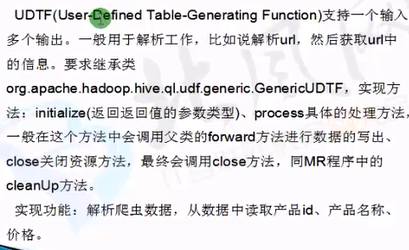 UDTF(User-Defined Table-Generating Function)支持一个输入
多个输出。一般用于解析工作，比如说解析url，然后获取url中
的信息。要求继承类
org.apache.hadoop.hive.ql.udf.generic.GenericUDTF，实现方
法：initialize(返回返回值的参数类型)、process具体的处理方法，
一般在这个方法中会调用父类的forward方法进行数据的写出、
close关闭资源方法，最终会调用close方法，同MR程序中的
cleanUp方法。
实现功能：解析爬虫数据，从数据中读取产品id、产品名称、
价格。